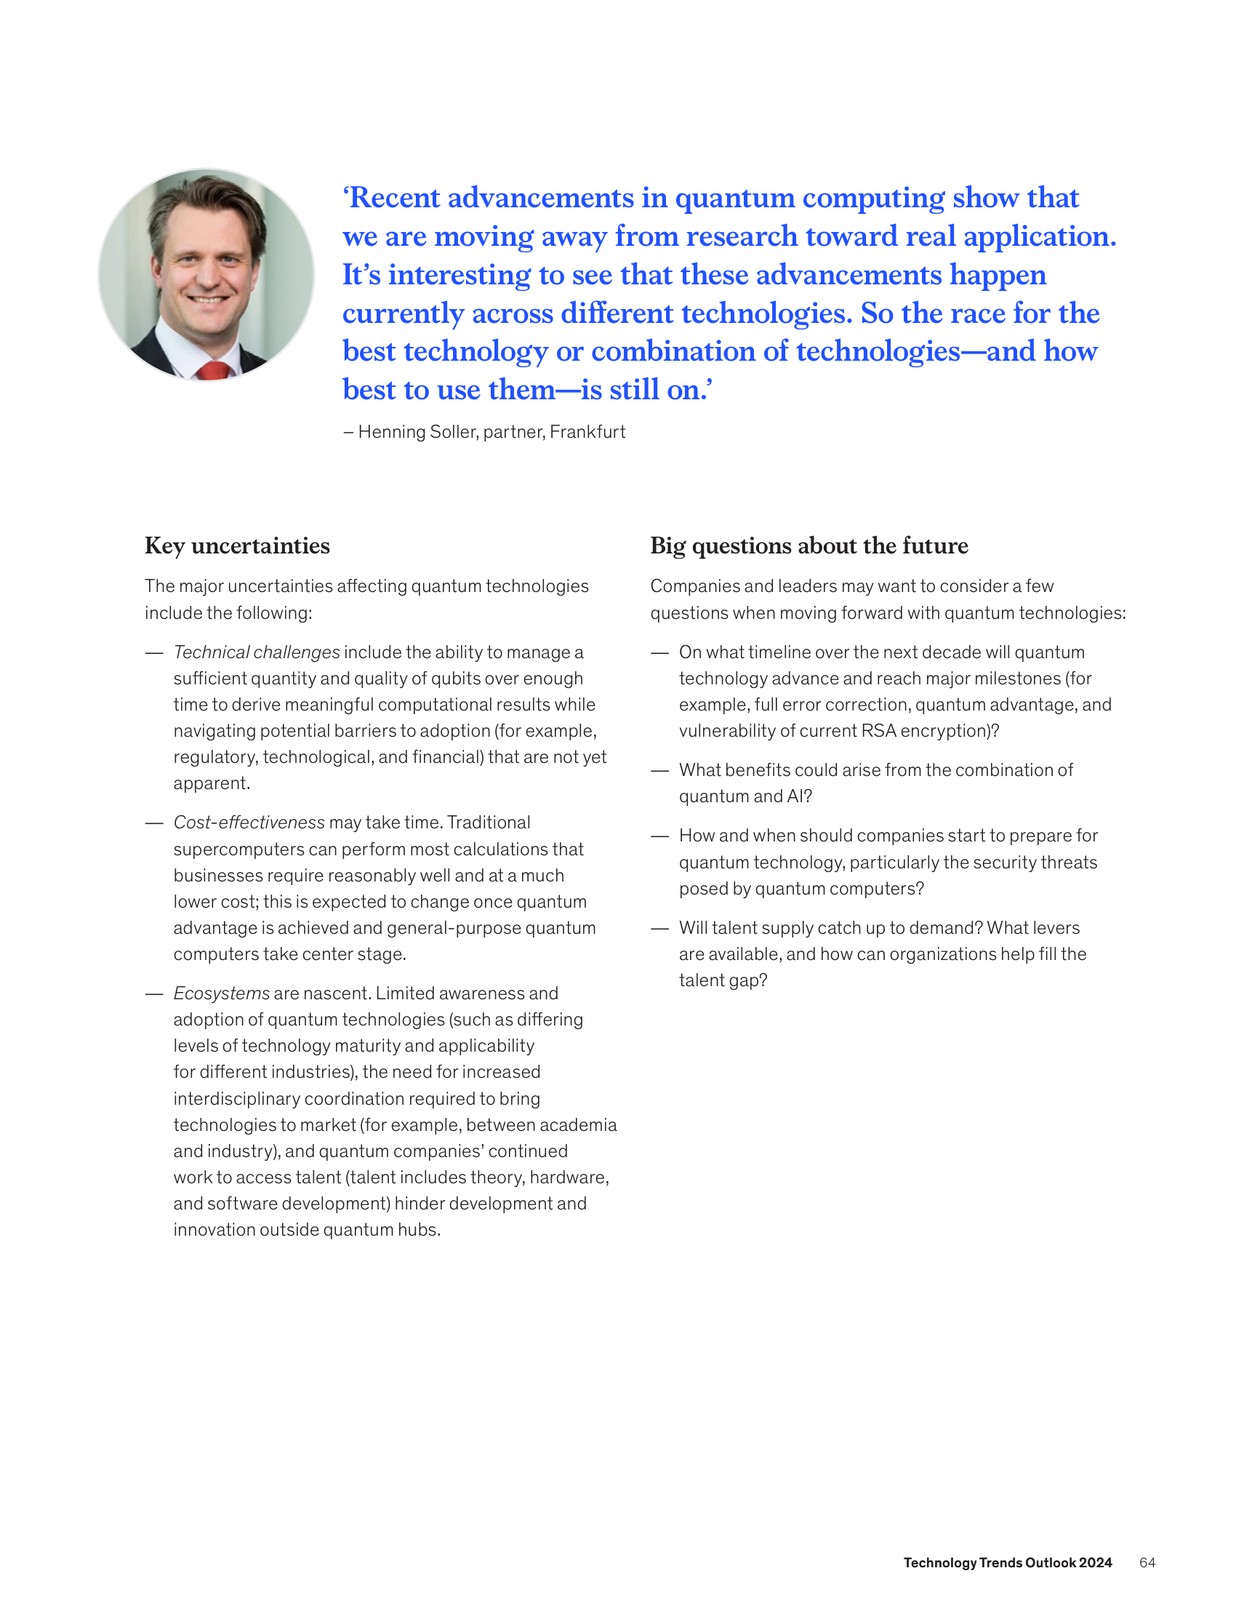 ‘Recent advancements in quantum computing show that
we are moving away from research toward real application.
It’s interesting to see that these advancements happen
currently across different technologies. So the race for the
best technology or combination of technologies—and how
best to use them—is still on.’
– Henning Soller, partner, Frankfurt
Key uncertainties
The major uncertainties affecting quantum technologies
include the following:
— Technical challenges include the ability to manage a
sufficient quantity and quality of qubits over enough
time to derive meaningful computational results while
navigating potential barriers to adoption (for example,
regulatory, technological, and financial) that are not yet
apparent.
— Cost-effectiveness may take time. Traditional
supercomputers can perform most calculations that
businesses require reasonably well and at a much
lower cost; this is expected to change once quantum
advantage is achieved and general-purpose quantum
computers take center stage.
— Ecosystems are nascent. Limited awareness and
adoption of quantum technologies (such as differing
levels of technology maturity and applicability
for different industries), the need for increased
interdisciplinary coordination required to bring
technologies to market (for example, between academia
and industry), and quantum companies’ continued
work to access talent (talent includes theory, hardware,
and software development) hinder development and
innovation outside quantum hubs.
Big questions about the future
Companies and leaders may want to consider a few
questions when moving forward with quantum technologies:
— On what timeline over the next decade will quantum
technology advance and reach major milestones (for
example, full error correction, quantum advantage, and
vulnerability of current RSA encryption)?
— What benefits could arise from the combination of
quantum and AI?
— How and when should companies start to prepare for
quantum technology, particularly the security threats
posed by quantum computers?
— Will talent supply catch up to demand? What levers
are available, and how can organizations help fill the
talent gap?
Technology Trends Outlook 2024 64